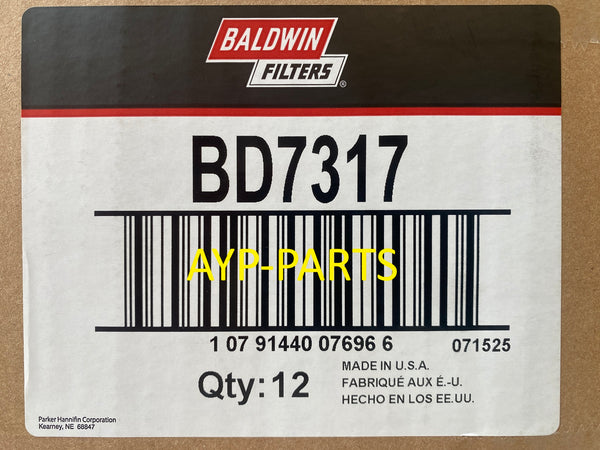 BALDWIN
FILTERS®
BD7317
AYP-PARTS
1 07 91440 07696 6
071525
Qty: 12
MADE IN U.S.A.
FABRIQUÉ AUX É.-U.
HECHO EN LOS EE.UU.
Parker Hannifin Corporation
Kearney, NE 68847